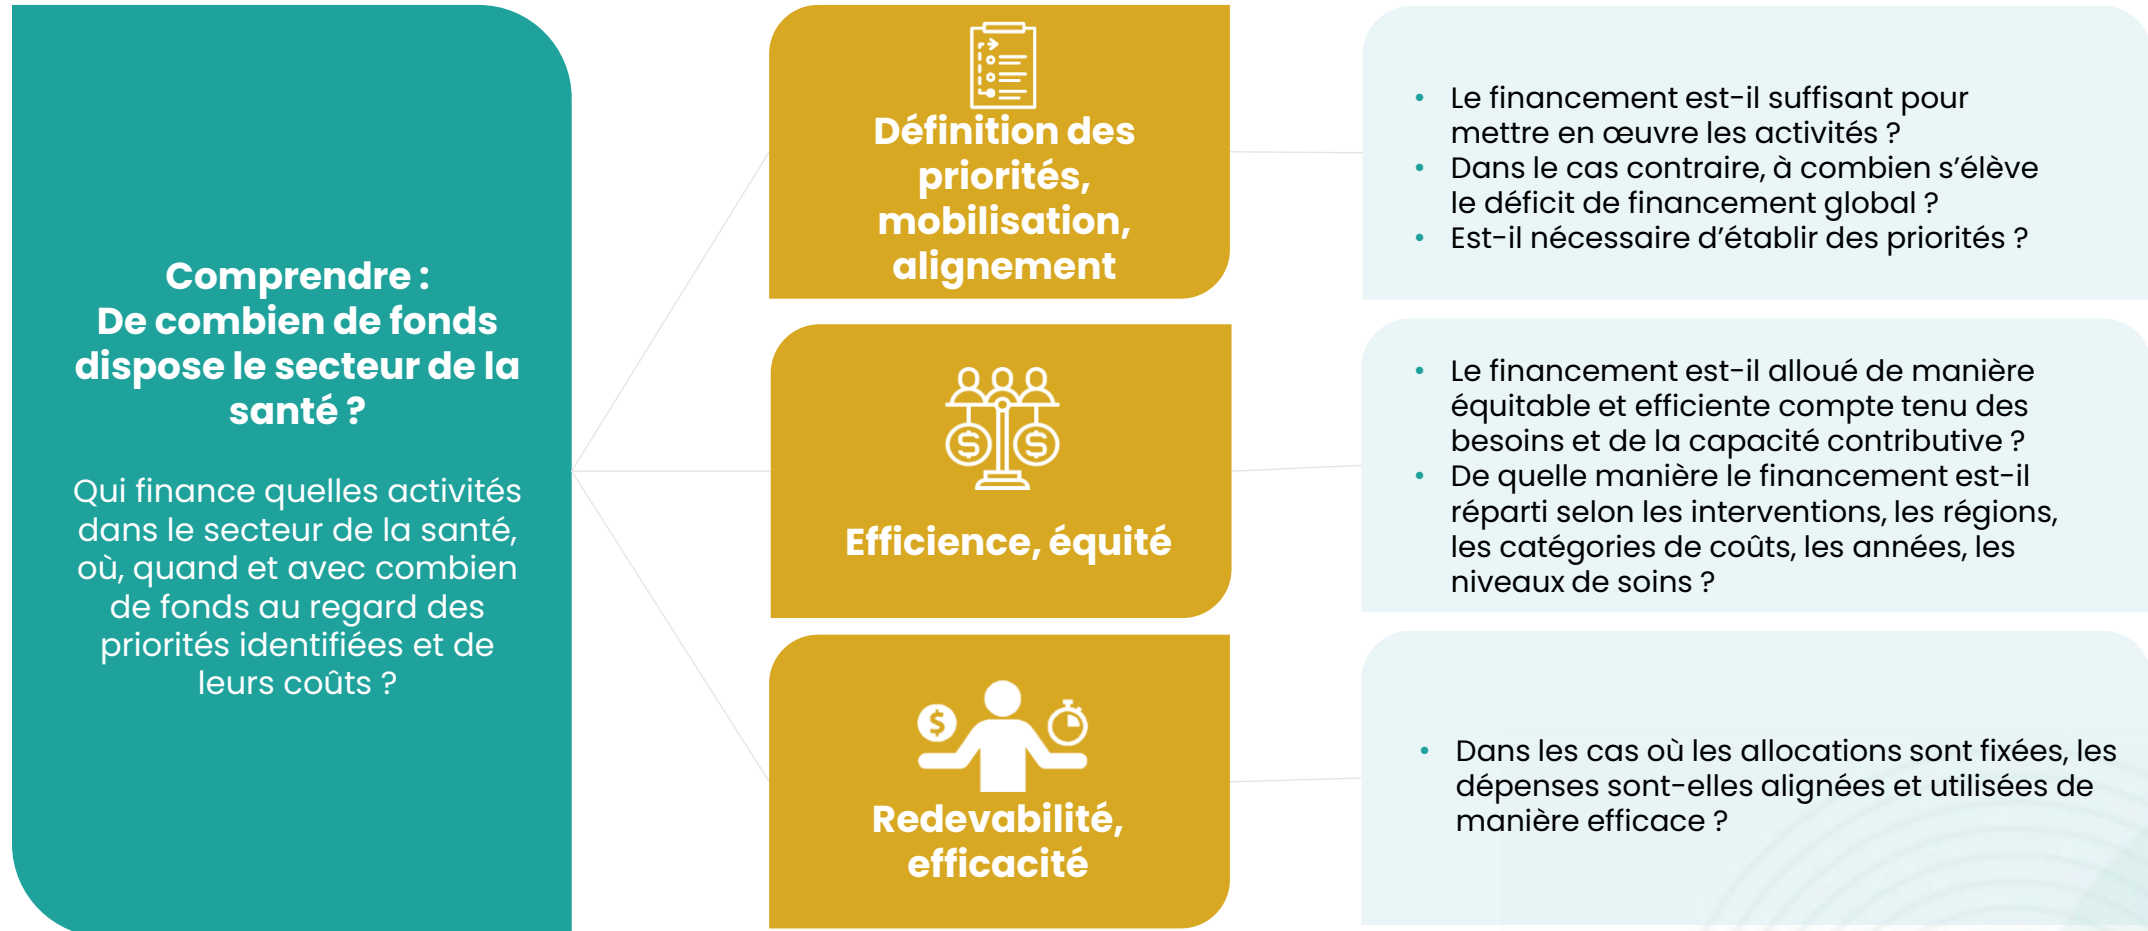 Comprendre :
De combien de fonds
dispose le secteur de la
santé ?
Qui finance quelles activités
dans le secteur de la santé,
où, quand et avec combien
de fonds au regard des
priorités identifiées et de
leurs coûts ?
Définition des
priorités,
mobilisation,
alignement
• Le financement est-il suffisant pour
mettre en œuvre les activités ?
• Dans le cas contraire, à combien s’élève
le déficit de financement global ?
• Est-il nécessaire d’établir des priorités ?
Efficience, équité
• Le financement est-il alloué de manière
équitable et efficiente compte tenu des
besoins et de la capacité contributive ?
• De quelle manière le financement est-il
réparti selon les interventions, les régions,
les catégories de coûts, les années, les
niveaux de soins ?
Redevabilité,
efficacité
• Dans les cas où les allocations sont fixées, les
dépenses sont-elles alignées et utilisées de
manière efficace ?